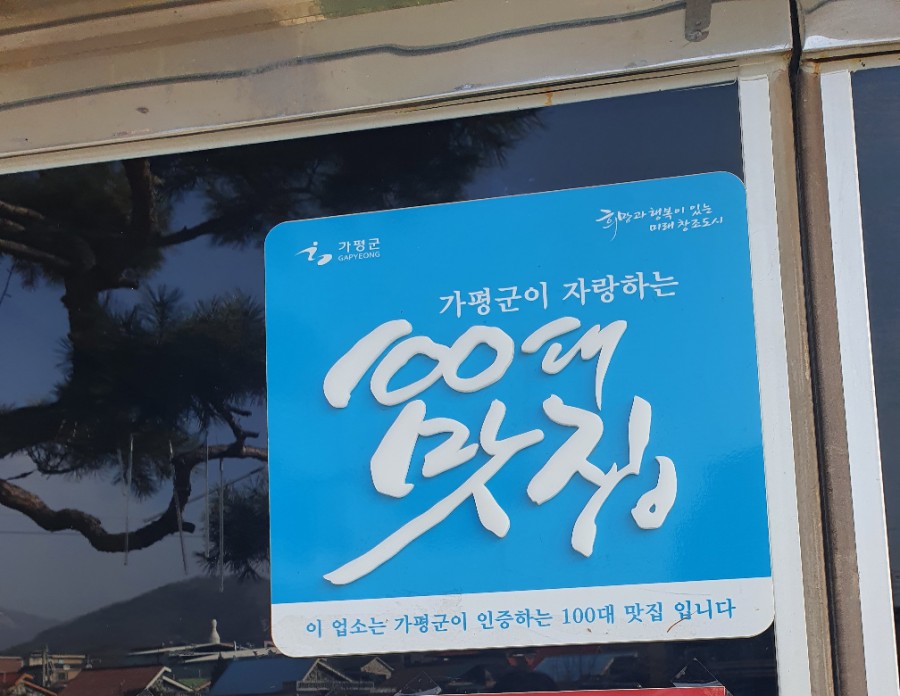 가평군
GAPYEONG
희망과 행복이 있는
미래 창조도시
가평군이 자랑하는
100대
맛집
이 업소는 가평군이 인증하는 100대 맛집 입니다